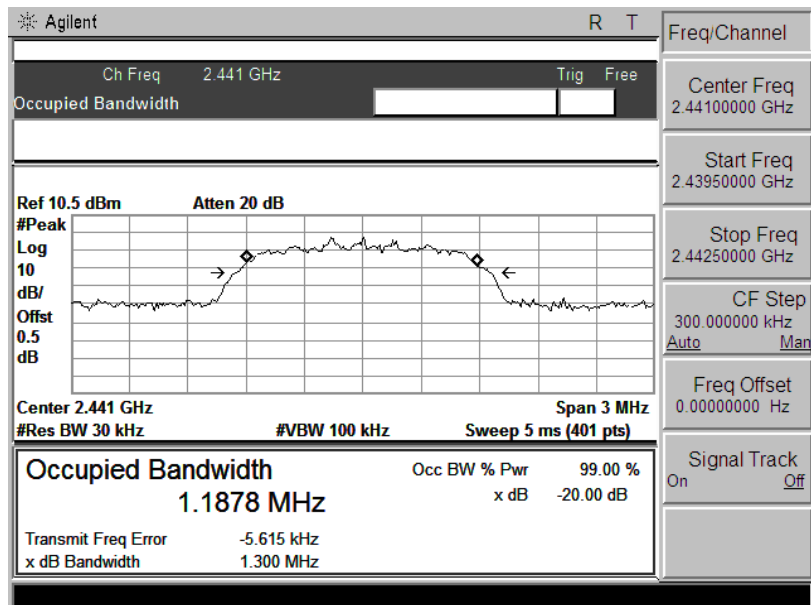 Agilent R T
Ch Freq 2.441 GHz Trig Free
Occupied Bandwidth
Ref 10.5 dBm Atten 20 dB
#Peak
Log
10
dB/
Offst
0.5
dB
Center 2.441 GHz Span 3 MHz
#Res BW 30 kHz #VBW 100 kHz Sweep 5 ms (401 pts)
Occupied Bandwidth Occ BW % Pwr 99.00 %
1.1878 MHz x dB -20.00 dB
Transmit Freq Error -5.615 kHz
x dB Bandwidth 1.300 MHz
Freq/Channel
Center Freq
2.44100000 GHz
Start Freq
2.43950000 GHz
Stop Freq
2.44250000 GHz
CF Step
300.000000 kHz
Auto Man
Freq Offset
0.00000000 Hz
Signal Track
On Off